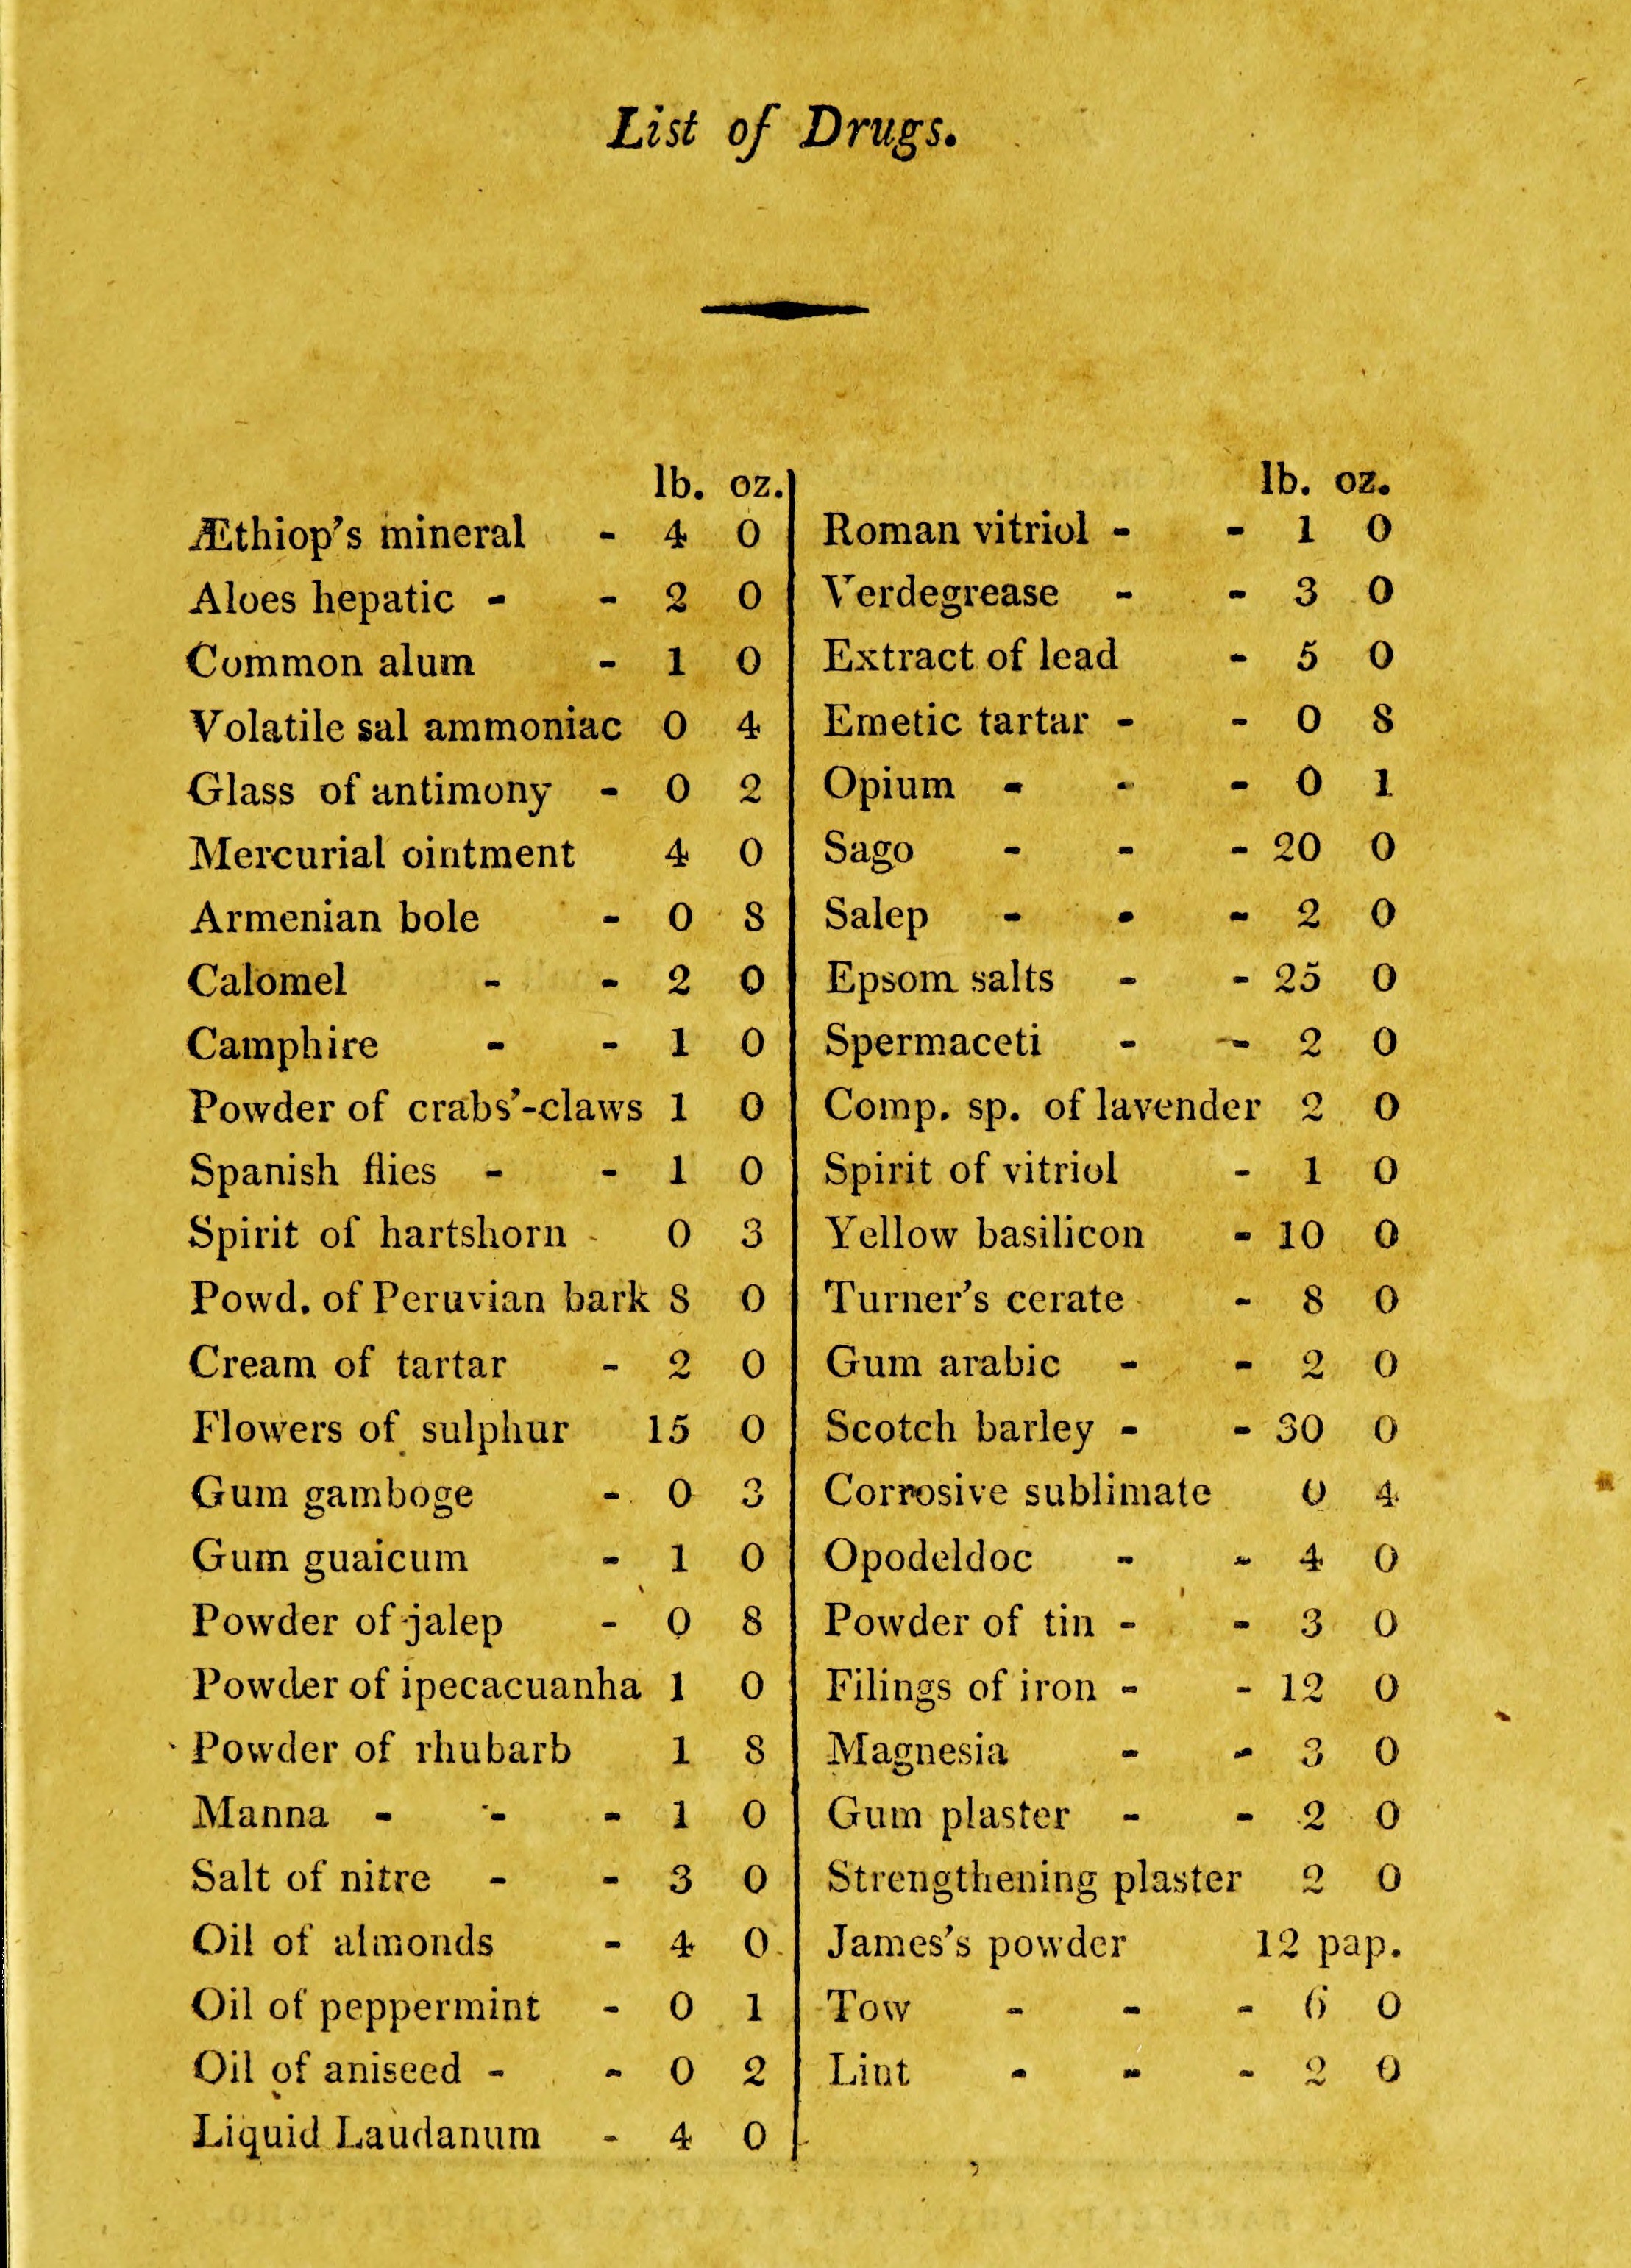 List of Drugs.
lb. oz.
Æthiop's mineral - 4 0
Aloes hepatic - - 2 0
Common alum - 1 0
Volatile sal ammoniac 0 4
Glass of antimony - 0 2
Mercurial ointment 4 0
Armenian bole - 0 8
Calomel - - 2 0
Camphire - - 1 0
Powder of crabs'-claws 1 0
Spanish flies - - 1 0
Spirit of hartshorn - 0 3
Powd. of Peruvian bark 8 0
Cream of tartar - 2 0
Flowers of sulphur 15 0
Gum gamboge - 0 3
Gum guaicum - 1 0
Powder of jalep - 0 8
Powder of ipecacuanha 1 0
Powder of rhubarb 1 8
Manna - - - 1 0
Salt of nitre - - 3 0
Oil of almonds - 4 0
Oil of peppermint - 0 1
Oil of aniseed - - 0 2
Liquid Laudanum - 4 0
lb. oz.
Roman vitriol - - 1 0
Verdegrease - - 3 0
Extract of lead - 5 0
Emetic tartar - - 0 8
Opium - - - 0 1
Sago - - - 20 0
Salep - - - 2 0
Epsom salts - - 25 0
Spermaceti - - 2 0
Comp. sp. of lavender 2 0
Spirit of vitriol - 1 0
Yellow basilicon - 10 0
Turner's cerate - 8 0
Gum arabic - - 2 0
Scotch barley - - 30 0
Corrosive sublimate 0 4
Opodeldoc - - 4 0
Powder of tin - - 3 0
Filings of iron - - 12 0
Magnesia - - 3 0
Gum plaster - - 2 0
Strengthening plaster 2 0
James's powder 12 pap.
Tow - - - 6 0
Lint - - - 2 0